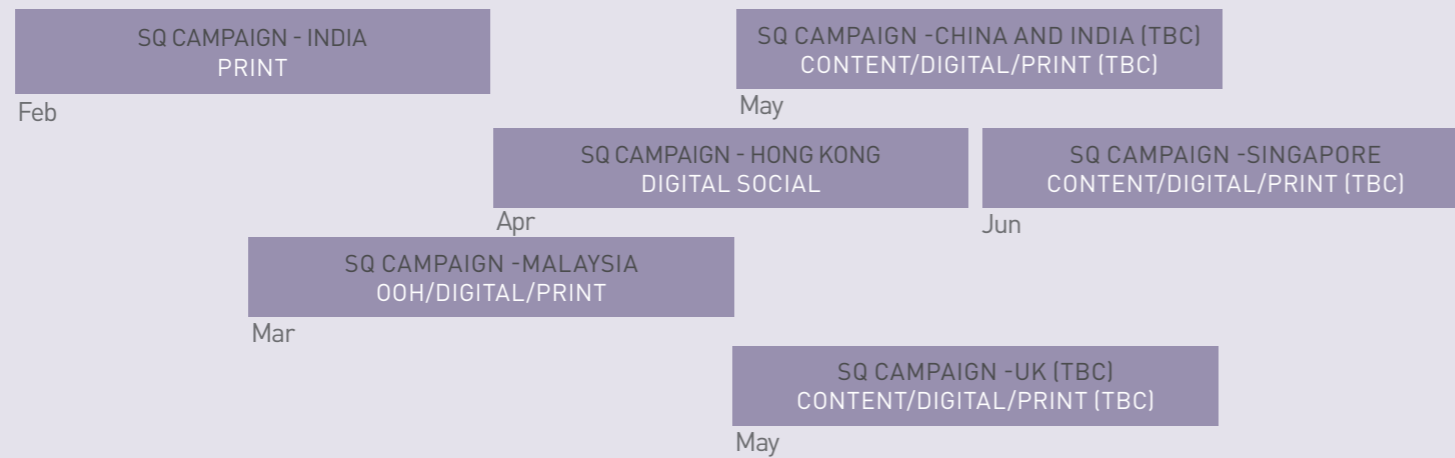 SQ CAMPAIGN - INDIA
PRINT
Feb
SQ CAMPAIGN -CHINA AND INDIA (TBC)
CONTENT/DIGITAL/PRINT (TBC)
May
SQ CAMPAIGN - HONG KONG
DIGITAL SOCIAL
Apr
SQ CAMPAIGN -SINGAPORE
CONTENT/DIGITAL/PRINT (TBC)
Jun
SQ CAMPAIGN -MALAYSIA
OOH/DIGITAL/PRINT
Mar
SQ CAMPAIGN -UK (TBC)
CONTENT/DIGITAL/PRINT (TBC)
May